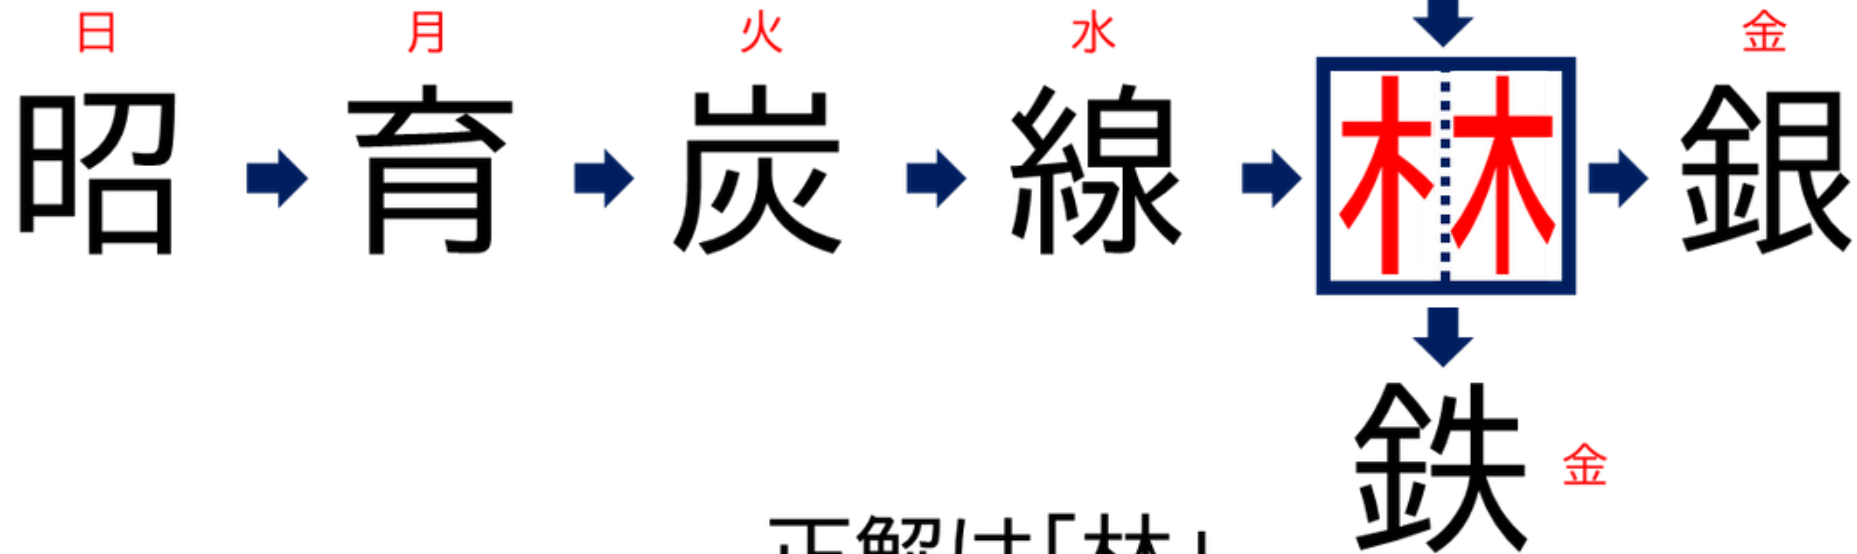 日 月 火 水 金
昭 育 炭 線 林 銀
鉄 金
正解は「林」